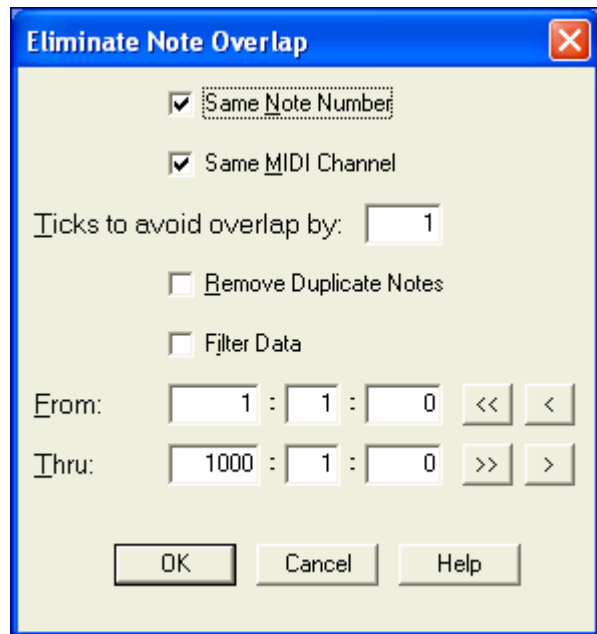 Eliminate Note Overlap
Same Note Number
Same MIDI Channel
Ticks to avoid overlap by: 1
Remove Duplicate Notes
Filter Data
From: 1 : 1 : 0 << <
Thru: 1000 : 1 : 0 >> >
OK Cancel Help